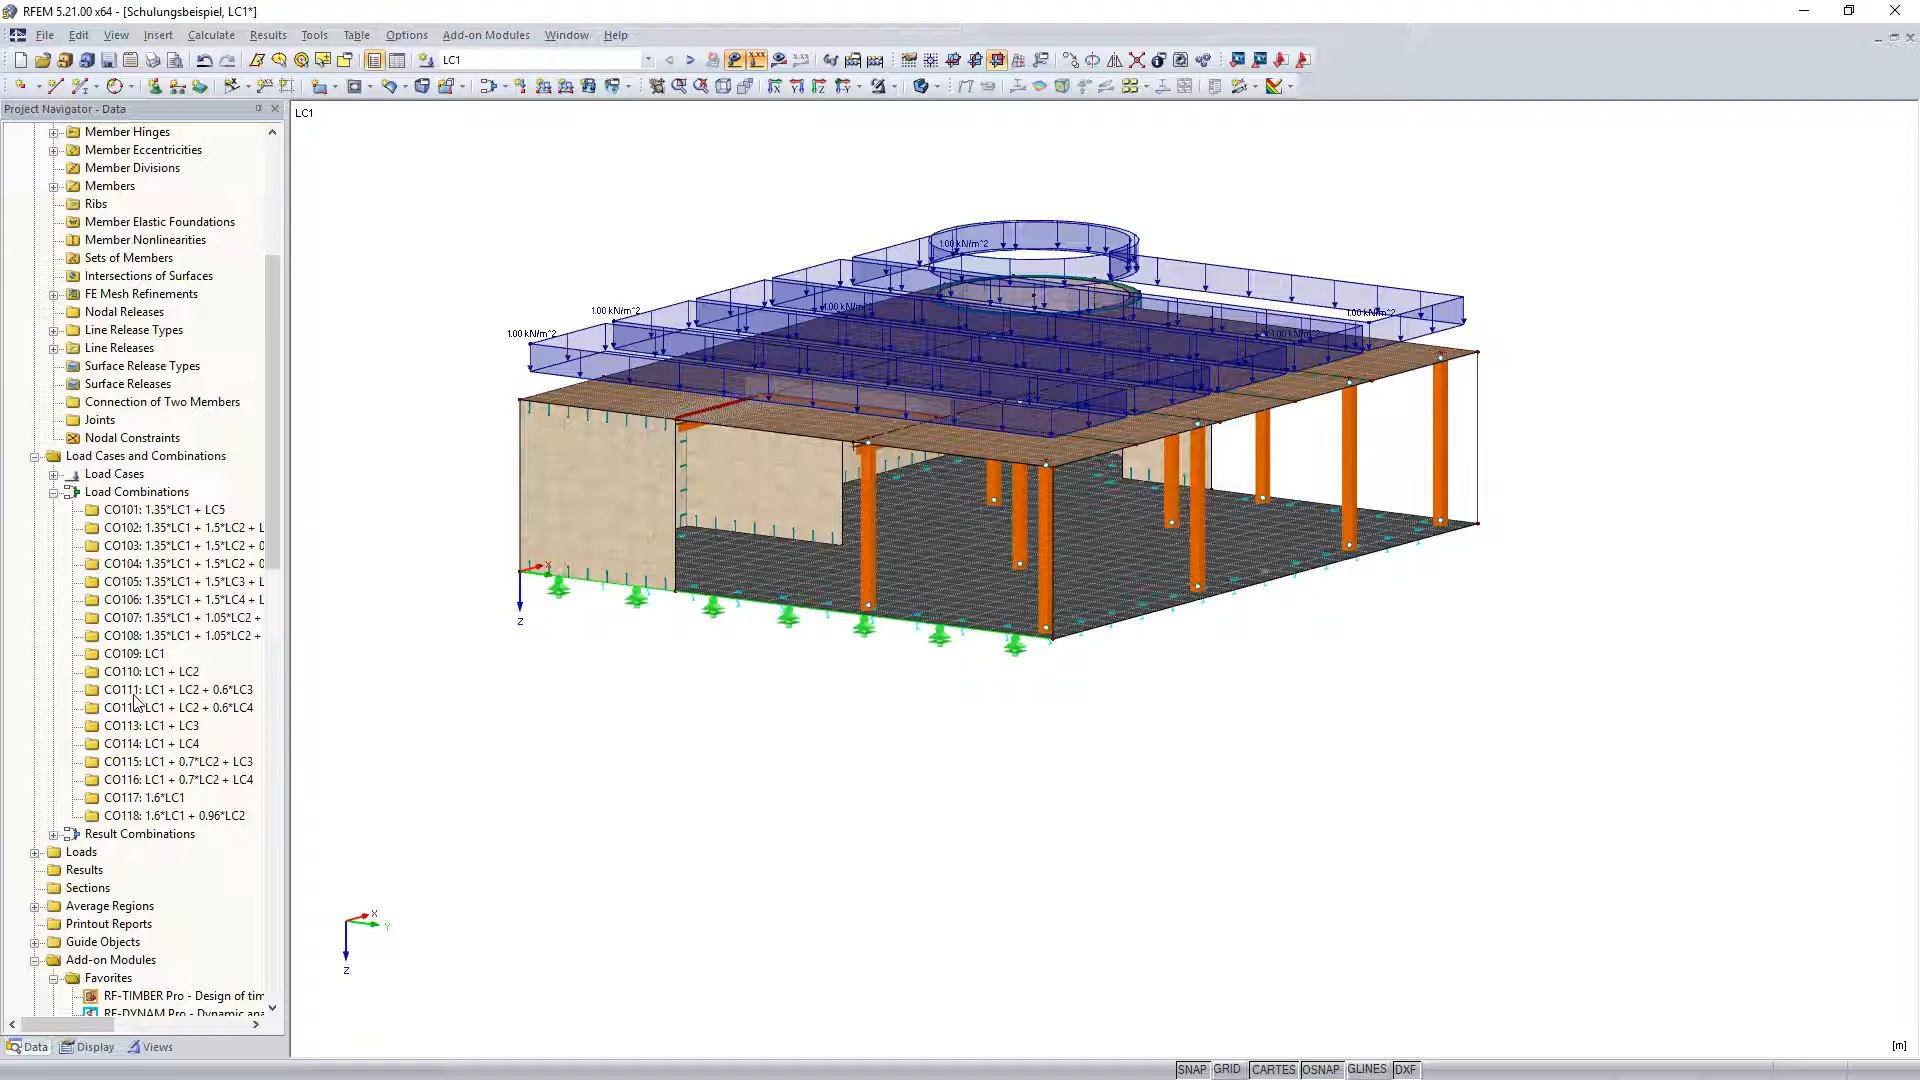 RFEM 5.21.00 x64 - [Schulungsbeispiel, LC1*]
File Edit View Insert Calculate Results Tools Table Options Add-on Modules Window Help
LC1
Project Navigator - Data
Member Hinges
Member Eccentricities
Member Divisions
Members
Ribs
Member Elastic Foundations
Member Nonlinearities
Sets of Members
Intersections of Surfaces
FE Mesh Refinements
Nodal Releases
Line Release Types
Line Releases
Surface Release Types
Surface Releases
Connection of Two Members
Joints
Nodal Constraints
Load Cases and Combinations
Load Cases
Load Combinations
CO101: 1.35*LC1 + LC5
CO102: 1.35*LC1 + 1.5*LC2 + L
CO103: 1.35*LC1 + 1.5*LC2 + 0
CO104: 1.35*LC1 + 1.5*LC2 + 0
CO105: 1.35*LC1 + 1.5*LC3 + L
CO106: 1.35*LC1 + 1.5*LC4 + L
CO107: 1.35*LC1 + 1.05*LC2 +
CO108: 1.35*LC1 + 1.05*LC2 +
CO109: LC1
CO110: LC1 + LC2
CO111: LC1 + LC2 + 0.6*LC3
CO11 LC1 + LC2 + 0.6*LC4
CO113: LC1 + LC3
CO114: LC1 + LC4
CO115: LC1 + 0.7*LC2 + LC3
CO116: LC1 + 0.7*LC2 + LC4
CO117: 1.6*LC1
CO118: 1.6*LC1 + 0.96*LC2
Result Combinations
Loads
Results
Sections
Average Regions
Printout Reports
Guide Objects
Add-on Modules
Favorites
RF-TIMBER Pro - Design of tim
RF-DYNAM Pro - Dynamic ana
Data Display Views
LC1
1.00 kN/m^2
1.00 kN/m^2
1.00 kN/m^2
1.00 kN/m^2
1.00 kN/m^2
1.00 kN/m^2
X
Z
X
Y
Z
[m]
SNAP GRID CARTES OSNAP GLINES DXF